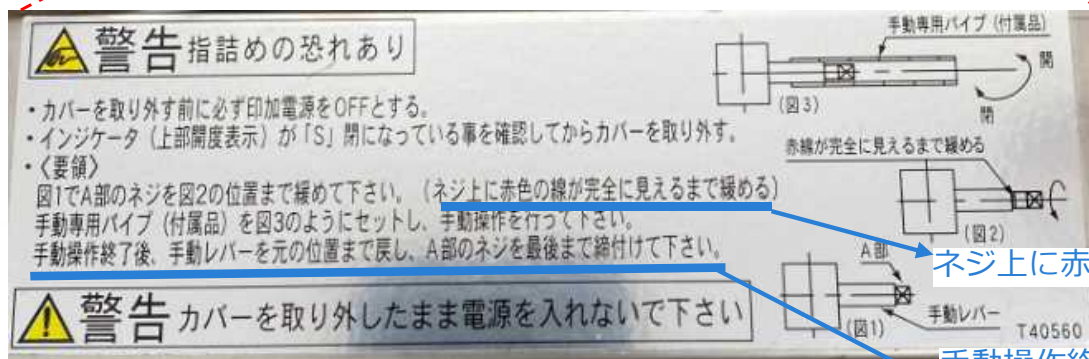 警告 指詰めの恐れあり
・カバーを取り外す前に必ず印加電源をOFFとする。
・インジケータ（上部開度表示）が「S」閉になっている事を確認してからカバーを取り外す。
・〈要領〉
図1でA部のネジを図2の位置まで緩めて下さい。（ネジ上に赤色の線が完全に見えるまで緩める）
手動専用パイプ（付属品）を図3のようにセットし、手動操作を行って下さい。
手動操作終了後、手動レバーを元の位置まで戻し、A部のネジを最後まで締付けて下さい。
警告 カバーを取り外したまま電源を入れないで下さい
手動専用パイプ（付属品）
開
閉
（図3）
赤線が完全に見えるまで緩める
（図2）
A部
ネジ上に赤
（図1）
手動レバー
T40560
手動操作終